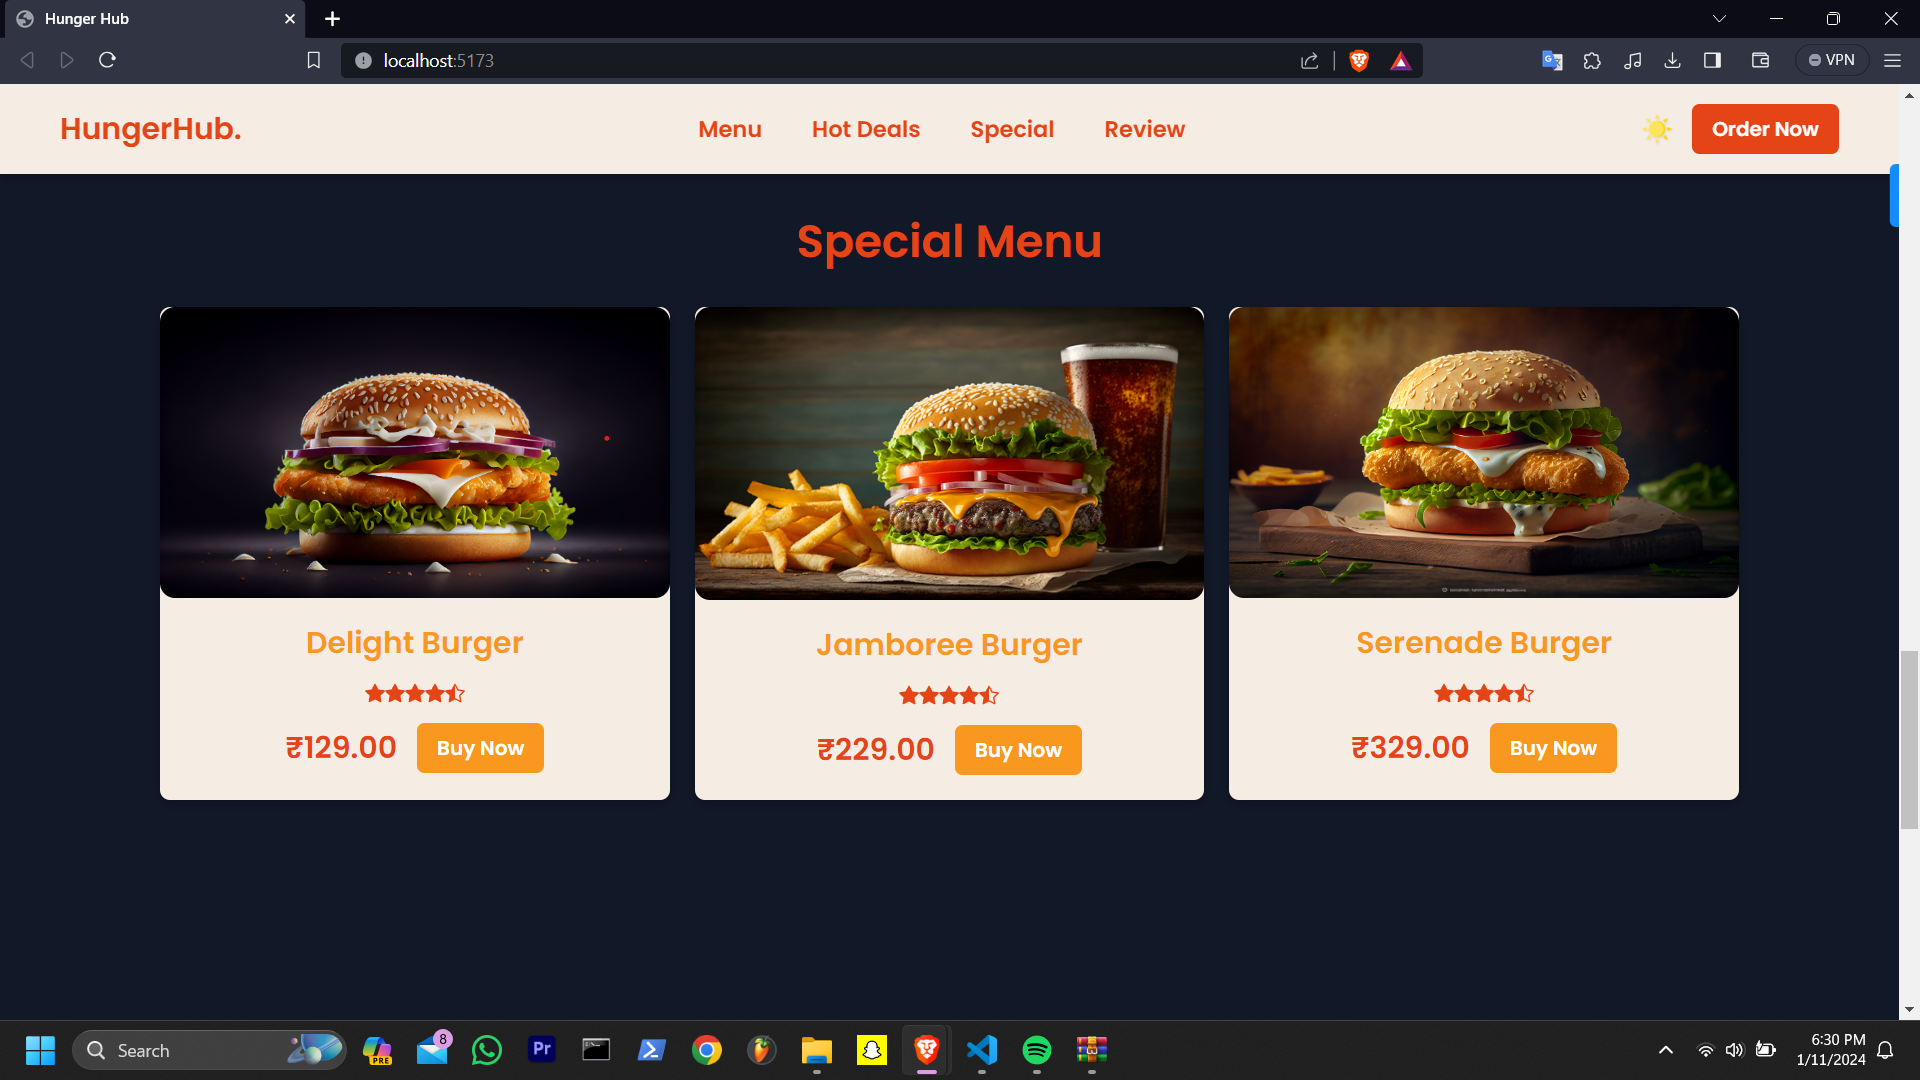 Hunger Hub
localhost:5173
VPN
HungerHub.
Menu
Hot Deals
Special
Review
Order Now
Special Menu
Delight Burger
₹129.00
Buy Now
Jamboree Burger
₹229.00
Buy Now
Serenade Burger
₹329.00
Buy Now
Search
PRE
8
Pr
6:30 PM
1/11/2024